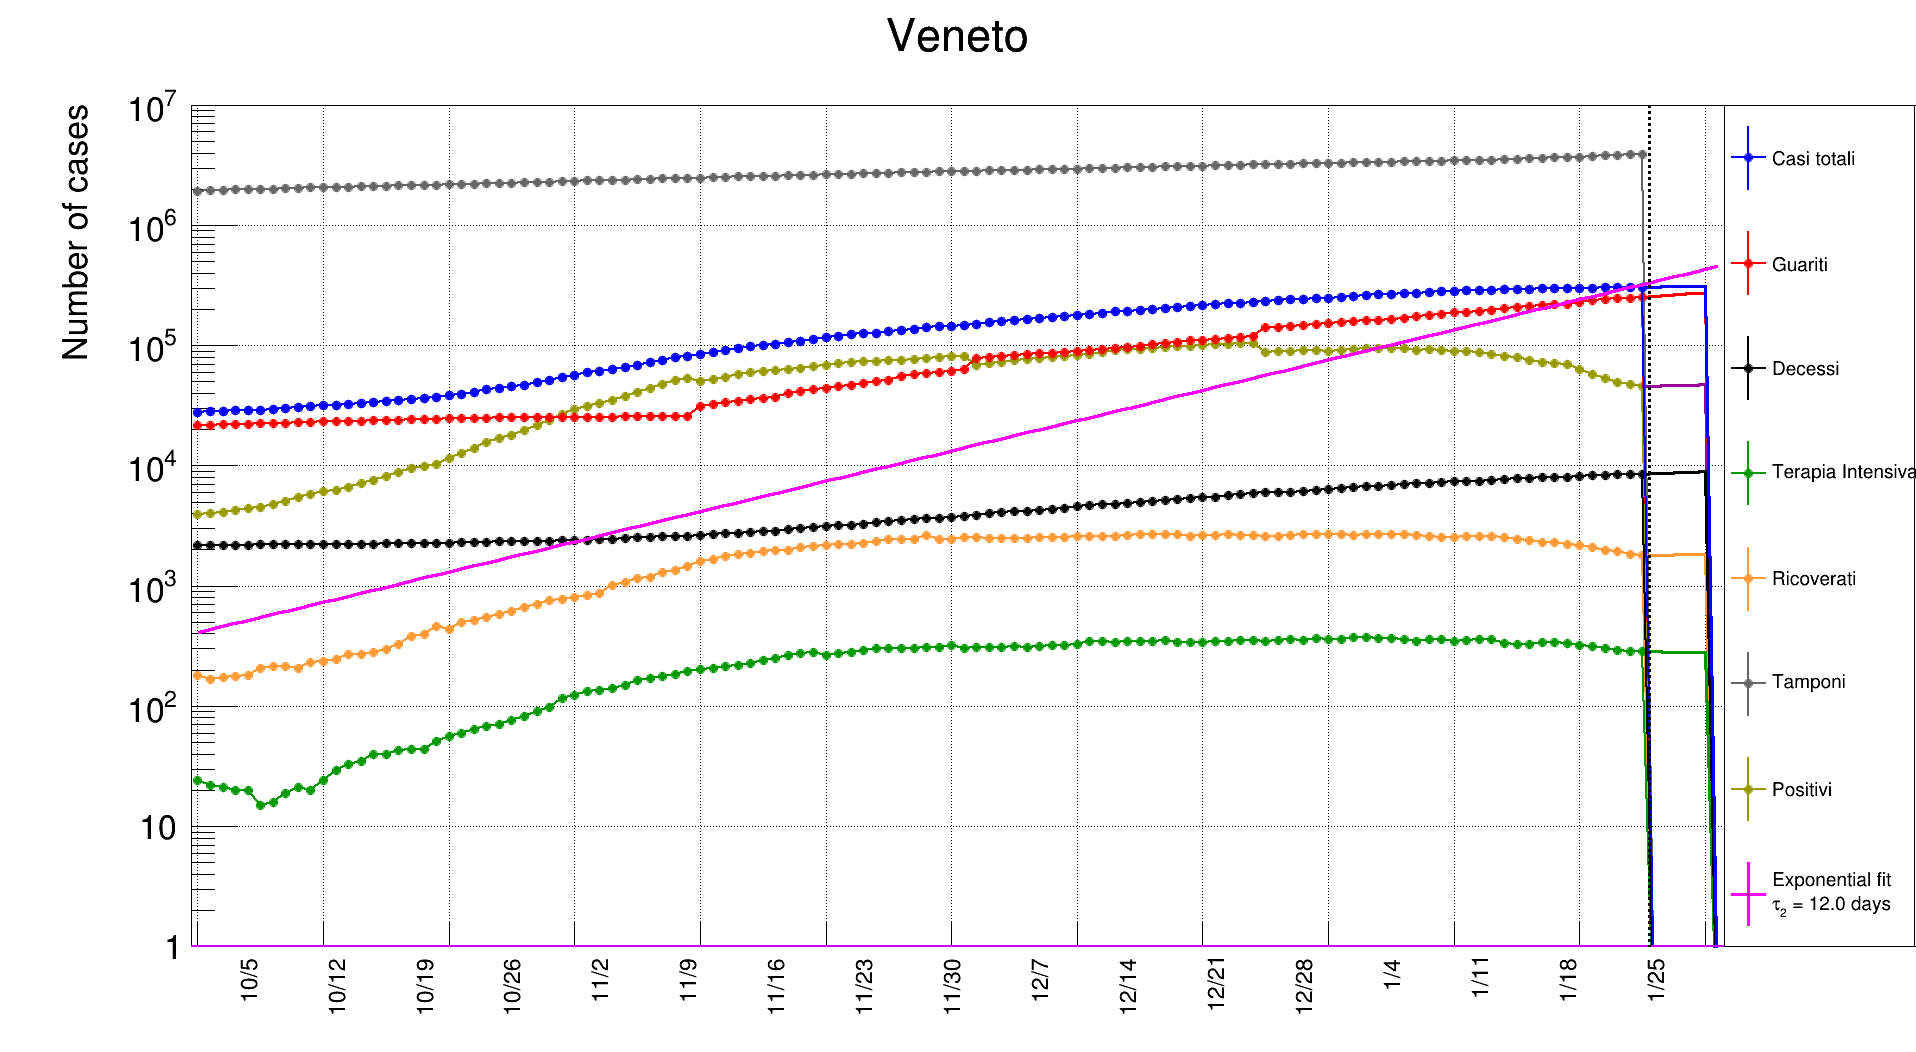 Veneto
Number of cases
10^7
10^6
10^5
10^4
10^3
10^2
10
1
10/5
10/12
10/19
10/26
11/2
11/9
11/16
11/23
11/30
12/7
12/14
12/21
12/28
1/4
1/11
1/18
1/25
Casi totali
Guariti
Decessi
Terapia Intensiva
Ricoverati
Tamponi
Positivi
Exponential fit
τ_2 = 12.0 days